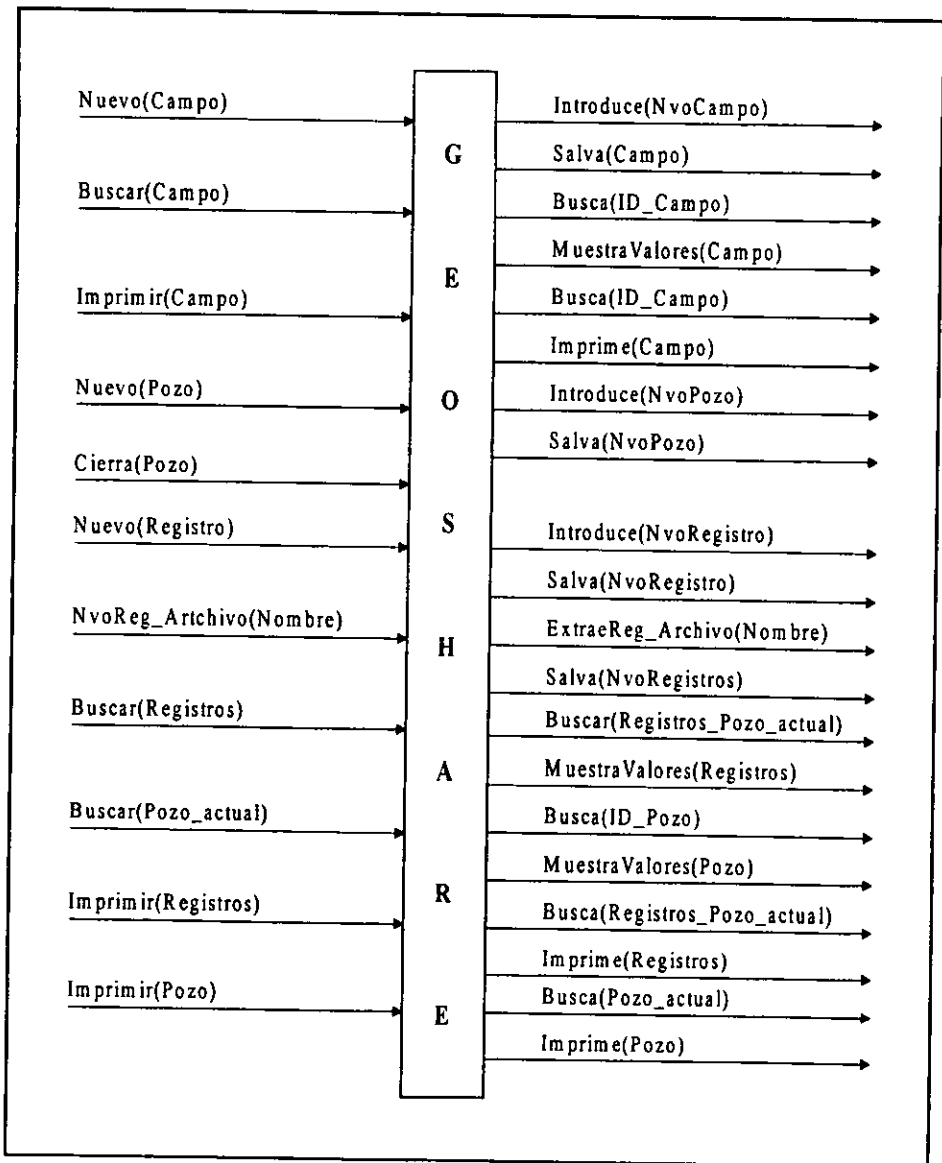 Nuevo(Campo)
Buscar(Campo)
Imprimir(Campo)
Nuevo(Pozo)
Cierra(Pozo)
Nuevo(Registro)
NvoReg_Artchivo(Nombre)
Buscar(Registros)
Buscar(Pozo_actual)
Imprimir(Registros)
Imprimir(Pozo)
G
E
O
S
H
A
R
E
Introduce(NvoCampo)
Salva(Campo)
Busca(ID_Campo)
MuestraValores(Campo)
Busca(ID_Campo)
Imprime(Campo)
Introduce(NvoPozo)
Salva(NvoPozo)
Introduce(NvoRegistro)
Salva(NvoRegistro)
ExtraeReg_Archivo(Nombre)
Salva(NvoRegistros)
Buscar(Registros_Pozo_actual)
MuestraValores(Registros)
Busca(ID_Pozo)
MuestraValores(Pozo)
Busca(Registros_Pozo_actual)
Imprime(Registros)
Busca(Pozo_actual)
Imprime(Pozo)